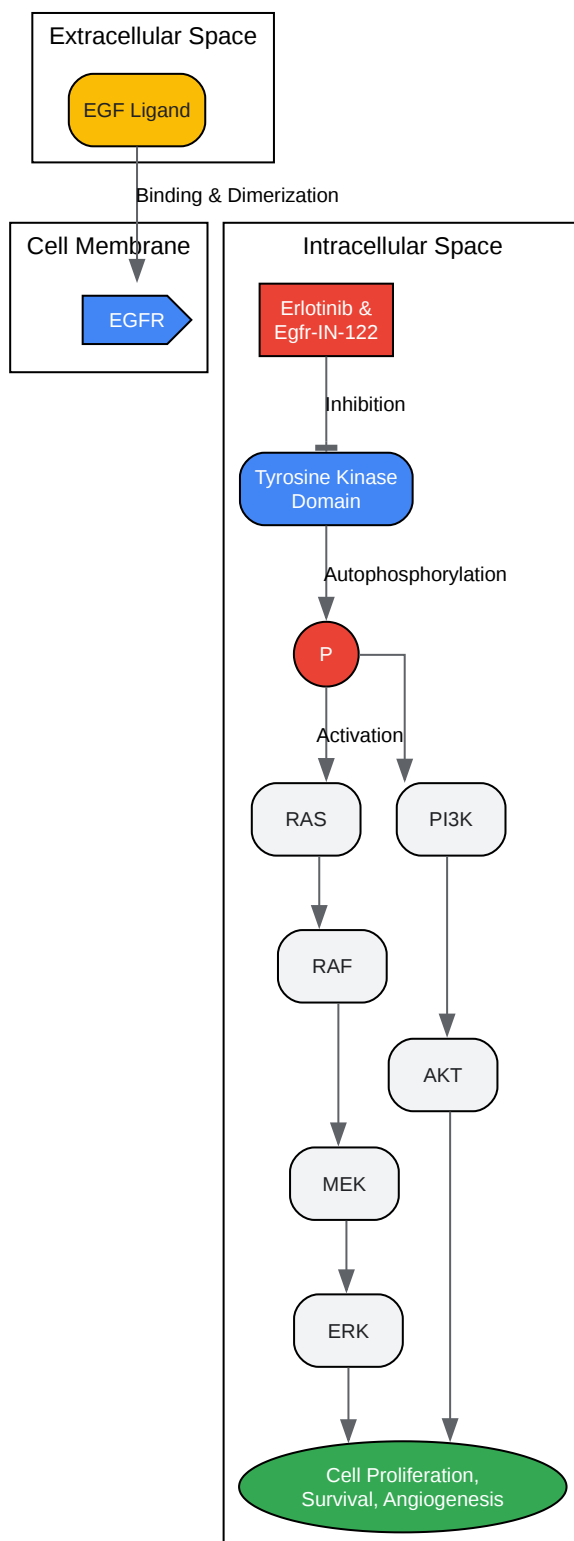 Extracellular Space
EGF Ligand
Binding & Dimerization
Cell Membrane
EGFR
Intracellular Space
Erlotinib &
Egfr-IN-122
Inhibition
Tyrosine Kinase
Domain
Autophosphorylation
P
Activation
RAS
PI3K
RAF
AKT
MEK
ERK
Cell Proliferation,
Survival, Angiogenesis